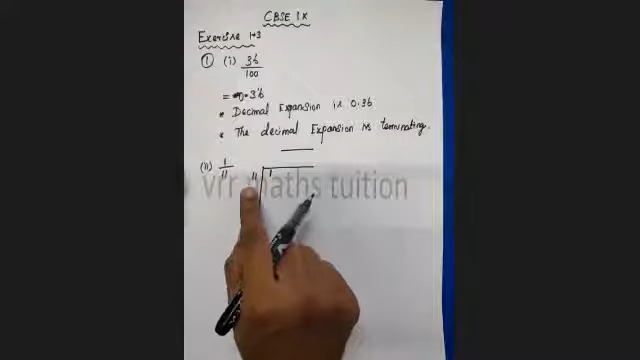 CBSE IX
Exercise 1.3
① (i) 36/100
= 0.36
* Decimal Expansion is 0.36
* The decimal Expansion is terminating.
(ii) 1/11
11 1
vrr maths tuition